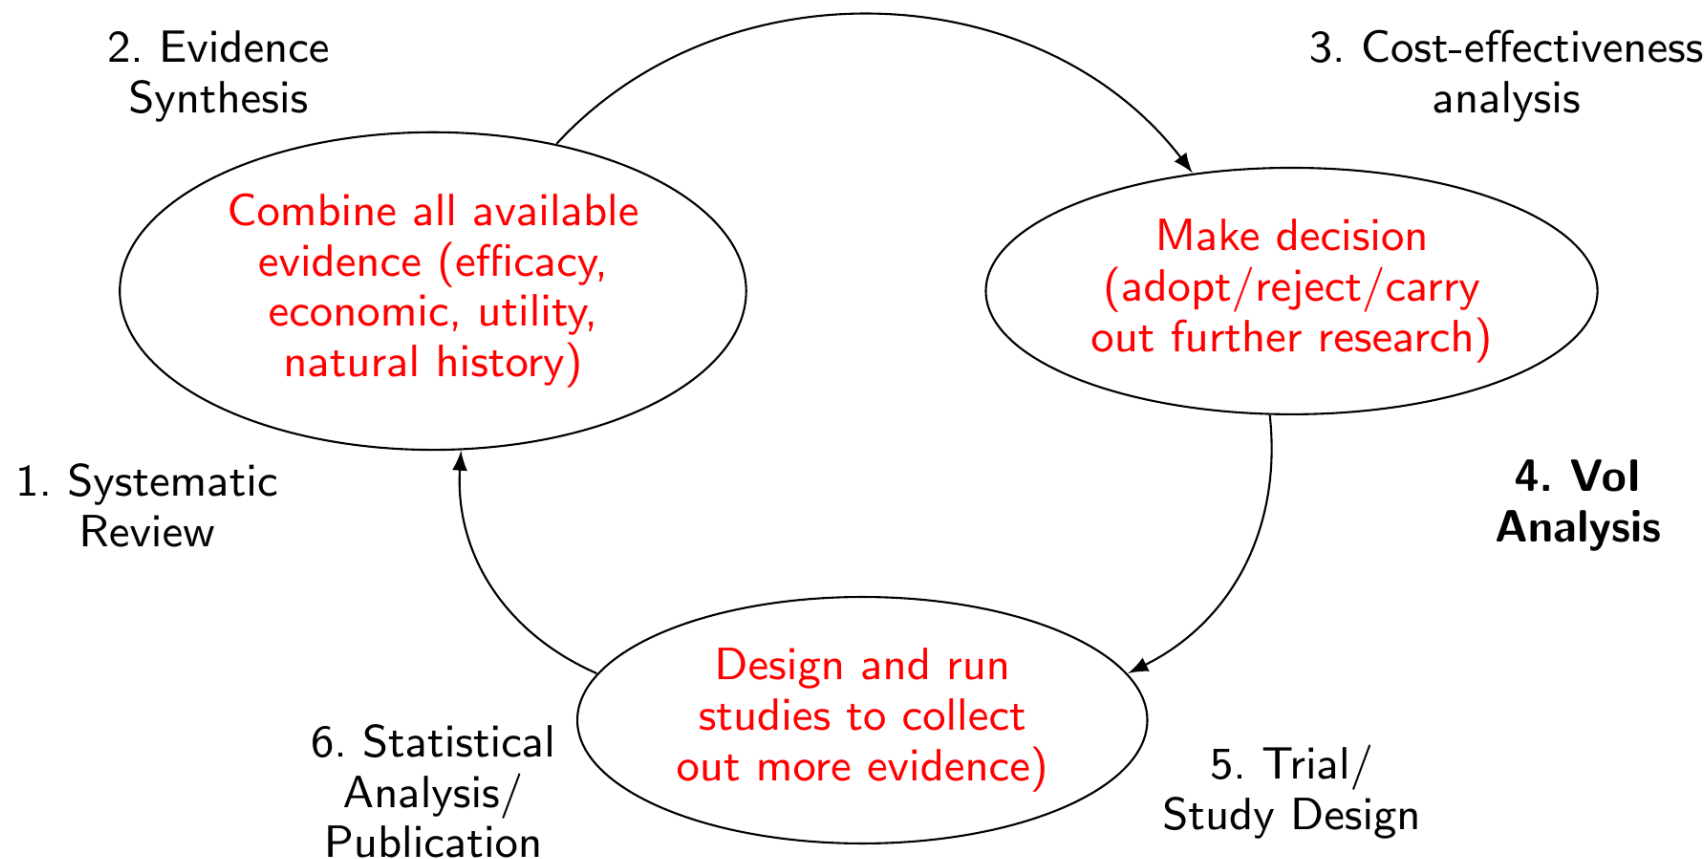 2. Evidence
Synthesis
3. Cost-effectiveness
analysis
Combine all available
evidence (efficacy,
economic, utility,
natural history)
Make decision
(adopt/reject/carry
out further research)
1. Systematic
Review
4. VoI
Analysis
Design and run
studies to collect
out more evidence)
6. Statistical
Analysis/
Publication
5. Trial/
Study Design